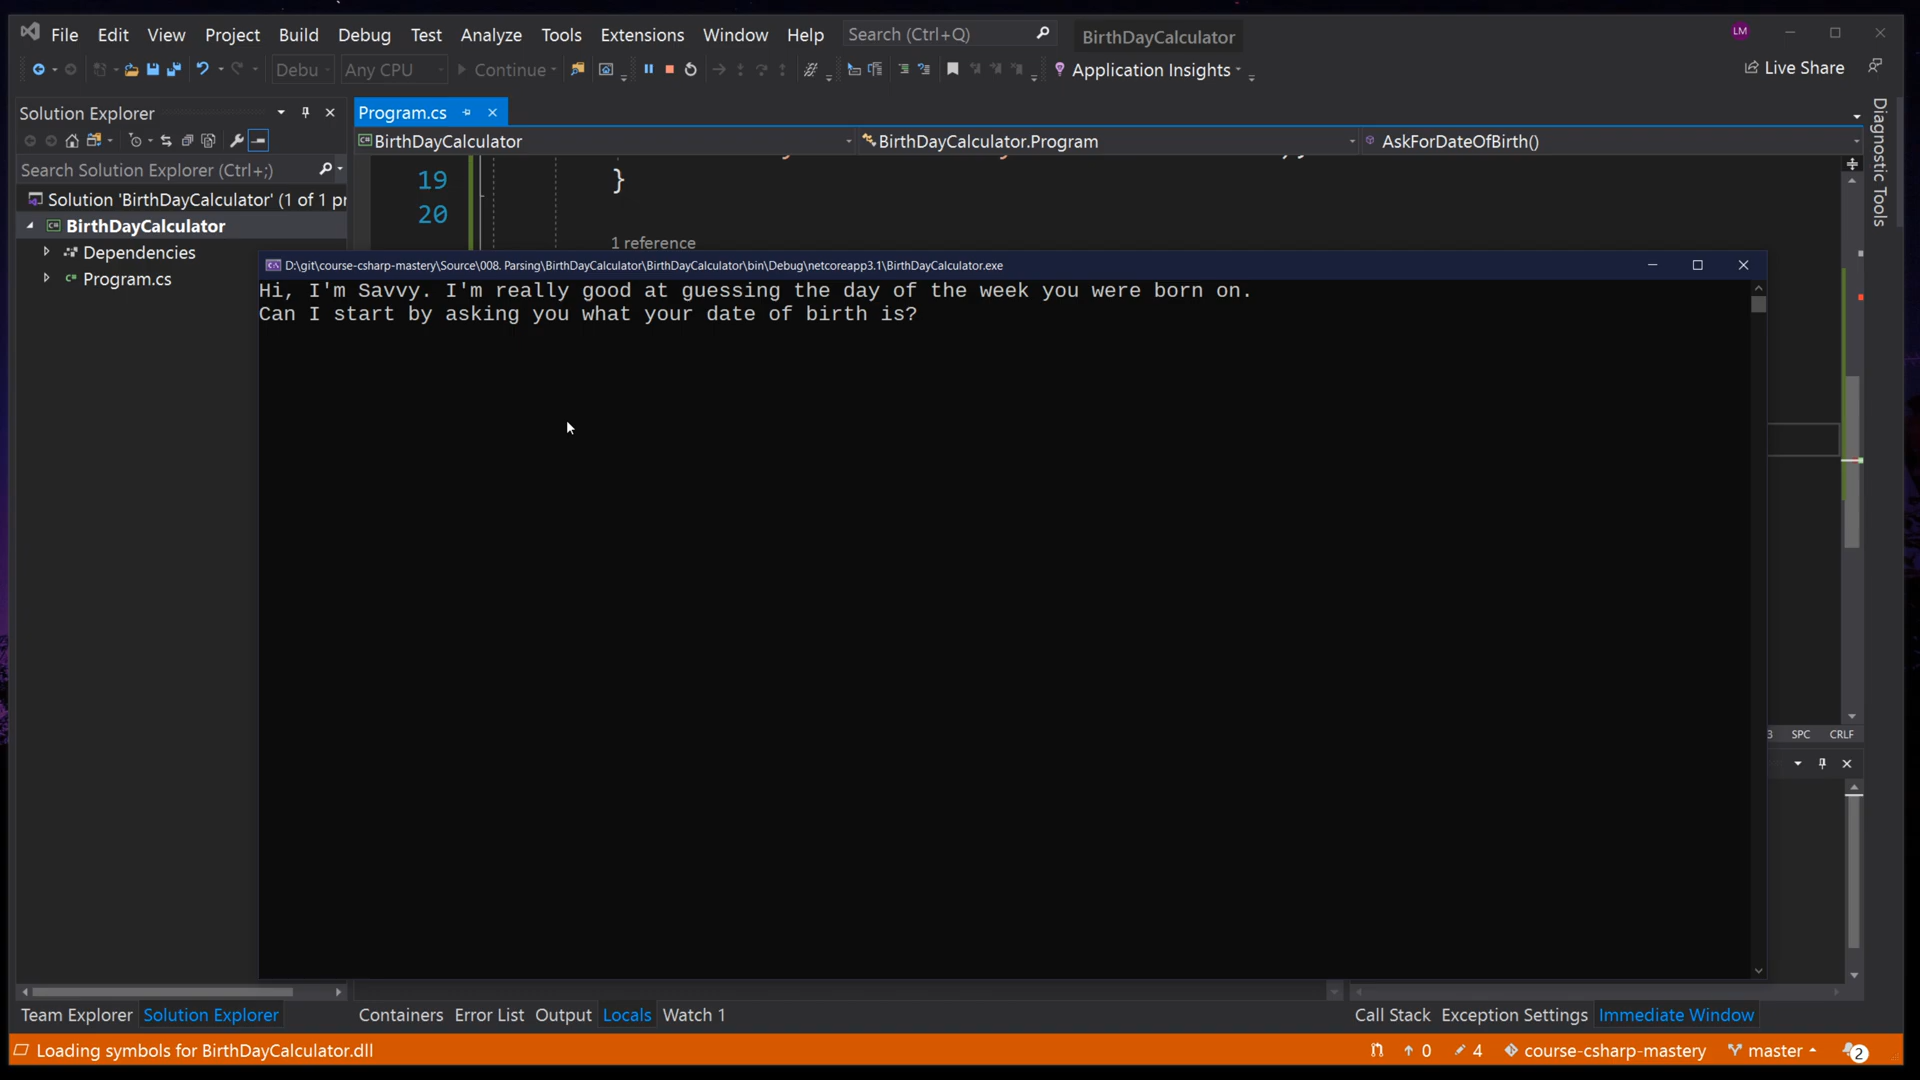 File Edit View Project Build Debug Test Analyze Tools Extensions Window Help Search (Ctrl+Q) BirthDayCalculator LM
Debu Any CPU Continue Application Insights Live Share
Solution Explorer Program.cs
BirthDayCalculator BirthDayCalculator.Program AskForDateOfBirth()
Search Solution Explorer (Ctrl+;)
Solution 'BirthDayCalculator' (1 of 1 pr
BirthDayCalculator
Dependencies
Program.cs
Diagnostic Tools
19 }
20
1 reference
D:\git\course-csharp-mastery\Source\008. Parsing\BirthDayCalculator\BirthDayCalculator\bin\Debug\netcoreapp3.1\BirthDayCalculator.exe
Hi, I'm Savvy. I'm really good at guessing the day of the week you were born on.
Can I start by asking you what your date of birth is?
3 SPC CRLF
Team Explorer Solution Explorer Containers Error List Output Locals Watch 1 Call Stack Exception Settings Immediate Window
Loading symbols for BirthDayCalculator.dll 0 4 course-csharp-mastery master 2